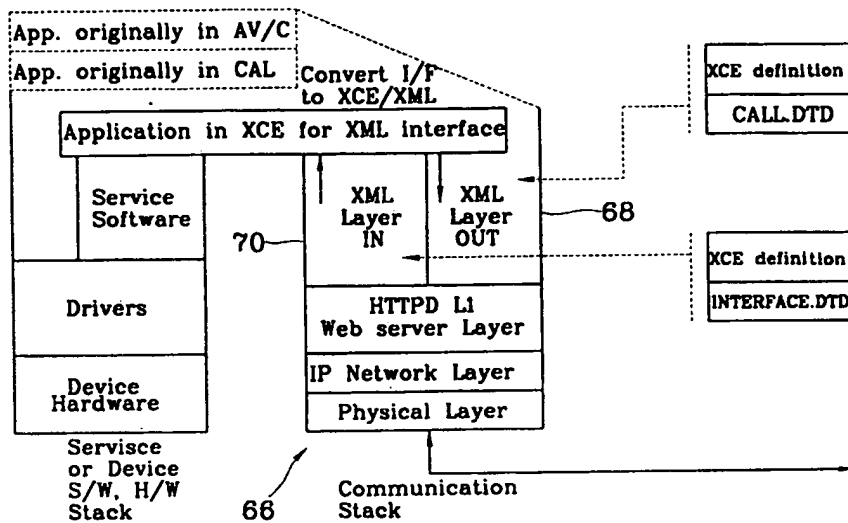 App. originally in AV/C
App. originally in CAL
Convert I/F
to XCE/XML
Application in XCE for XML interface
Service
Software
Drivers
Device
Hardware
Servisce
or Device
S/W, H/W
Stack
XML
Layer
IN
XML
Layer
OUT
70
68
HTTPD L1
Web server Layer
IP Network Layer
Physical Layer
66
Communication
Stack
XCE definition
CALL.DTD
XCE definition
INTERFACE.DTD